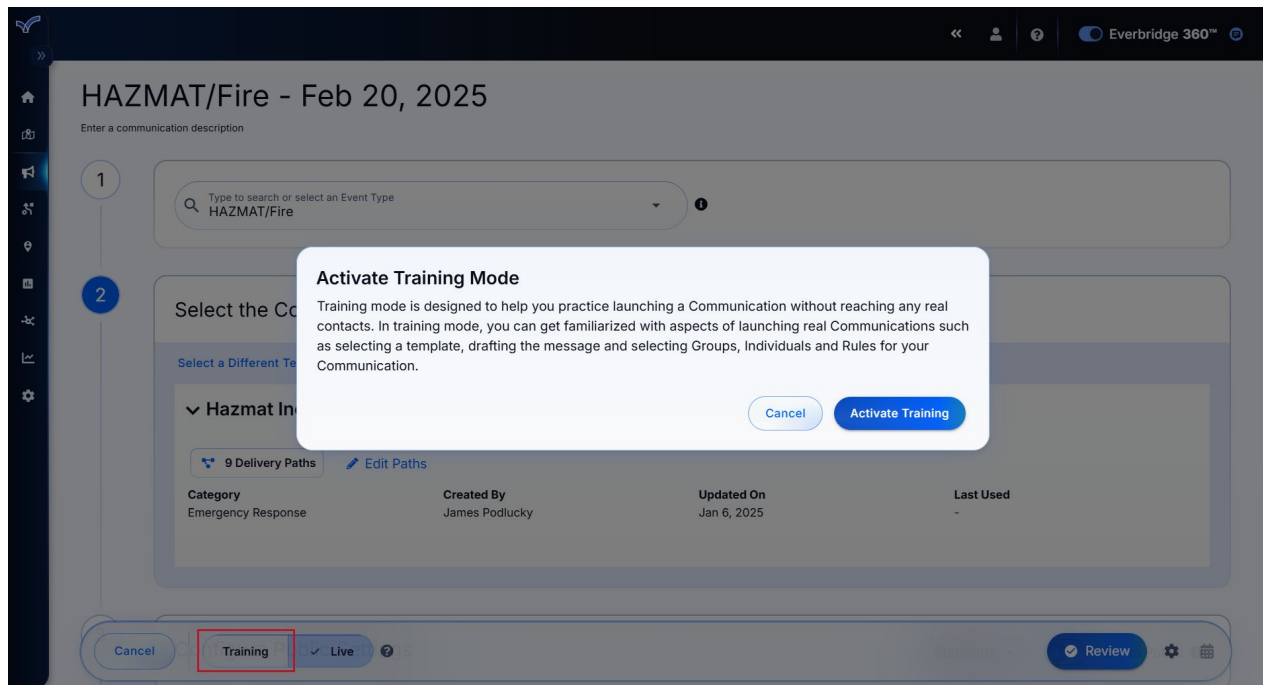 Everbridge 360™
HAZMAT/Fire - Feb 20, 2025
Enter a communication description
1
Type to search or select an Event Type
HAZMAT/Fire
2
Select the Co
Activate Training Mode
Training mode is designed to help you practice launching a Communication without reaching any real
contacts. In training mode, you can get familiarized with aspects of launching real Communications such
as selecting a template, drafting the message and selecting Groups, Individuals and Rules for your
Communication.
Cancel
Activate Training
Select a Different Te
Hazmat In
9 Delivery Paths
Edit Paths
Category
Created By
Updated On
Last Used
Emergency Response
James Podlucky
Jan 6, 2025
-
Cancel
Training
Live
Review